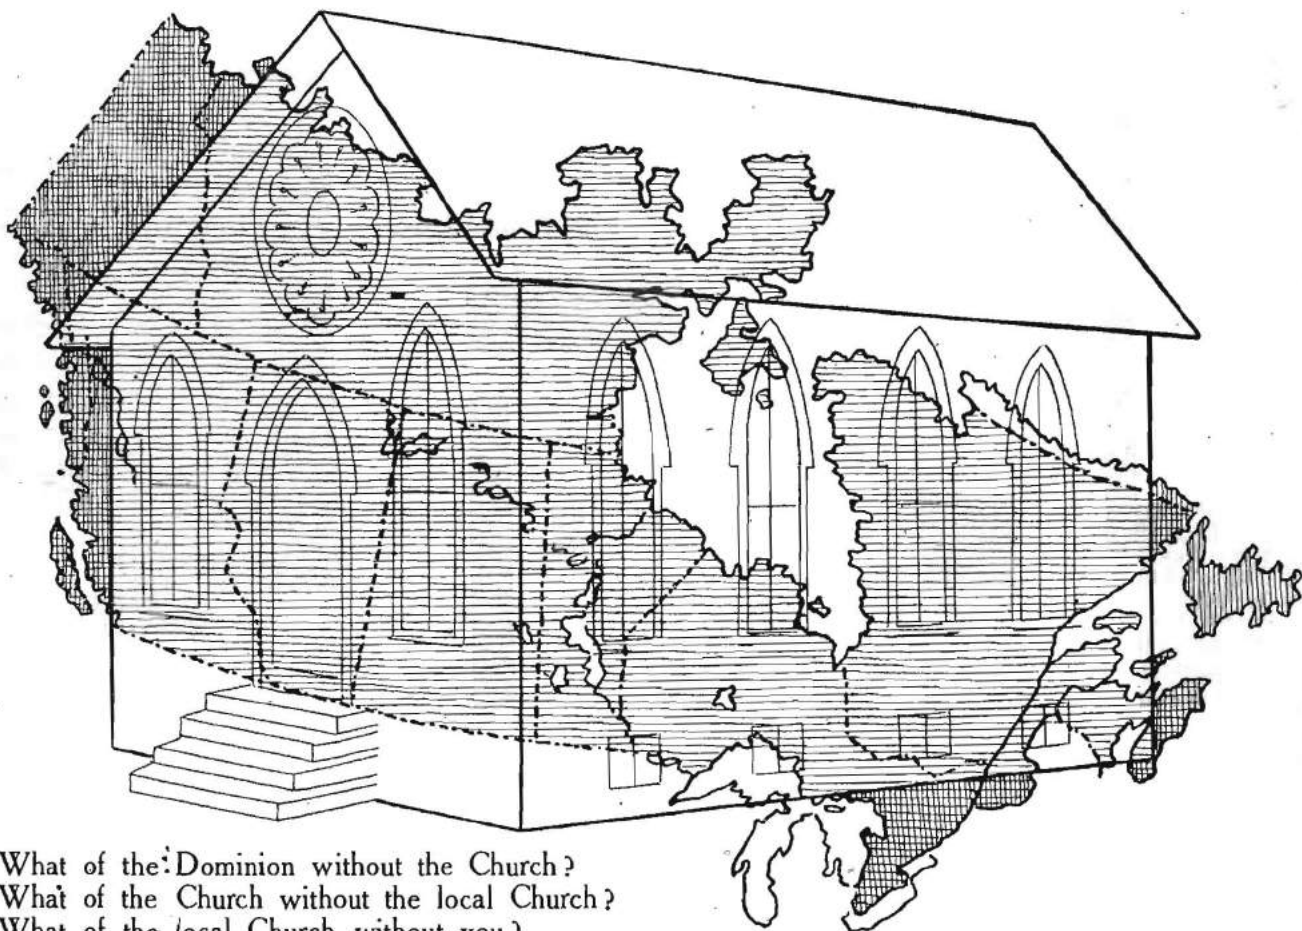 What of the Dominion without the Church?
What of the Church without the local Church?
What of the local Church without you?